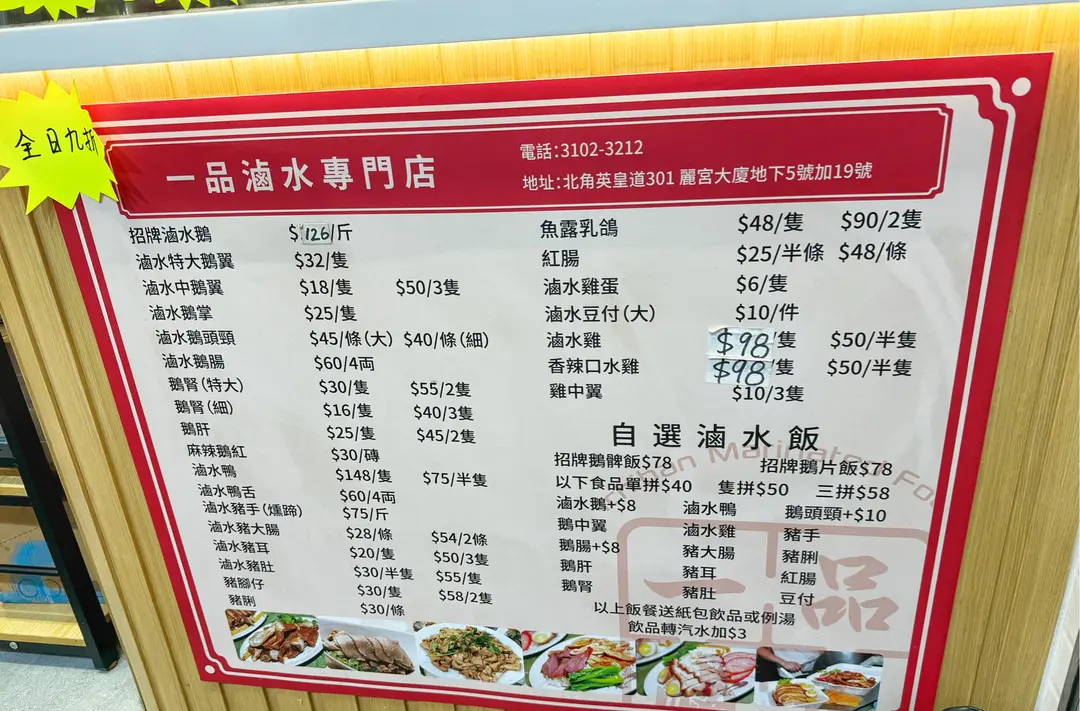 全日九折
一品滷水專門店
電話:3102-3212
地址:北角英皇道301 麗宮大廈地下5號加19號
招牌滷水鵝 $126/斤
滷水特大鵝翼 $32/隻
滷水中鵝翼 $18/隻 $50/3隻
滷水鵝掌 $25/隻
滷水鵝頭頸 $45/條(大) $40/條(細)
滷水鵝腸 $60/4両
鵝腎(特大) $30/隻 $55/2隻
鵝腎(細) $16/隻 $40/3隻
鵝肝 $25/隻 $45/2隻
麻辣鵝紅 $30/磚
滷水鴨 $148/隻 $75/半隻
滷水鴨舌 $60/4両
滷水豬手(燻蹄) $75/斤
滷水豬大腸 $28/條 $54/2條
滷水豬耳 $20/隻 $50/3隻
滷水豬肚 $30/半隻 $55/隻
豬腳仔 $30/隻 $58/2隻
豬脷 $30/條
魚露乳鴿 $48/隻 $90/2隻
紅腸 $25/半條 $48/條
滷水雞蛋 $6/隻
滷水豆付(大) $10/件
滷水雞 $98/隻 $50/半隻
香辣口水雞 $98/隻 $50/半隻
雞中翼 $10/3隻
自選滷水飯
招牌鵝髀飯$78 招牌鵝片飯$78
以下食品單拼$40 隻拼$50 三拼$58
滷水鵝+$8 滷水鴨 鵝頭頸+$10
鵝中翼 滷水雞 豬手
鵝腸+$8 豬大腸 豬脷
鵝肝 豬耳 紅腸
鵝腎 豬肚 豆付
以上飯餐送紙包飲品或例湯
飲品轉汽水加$3
一品